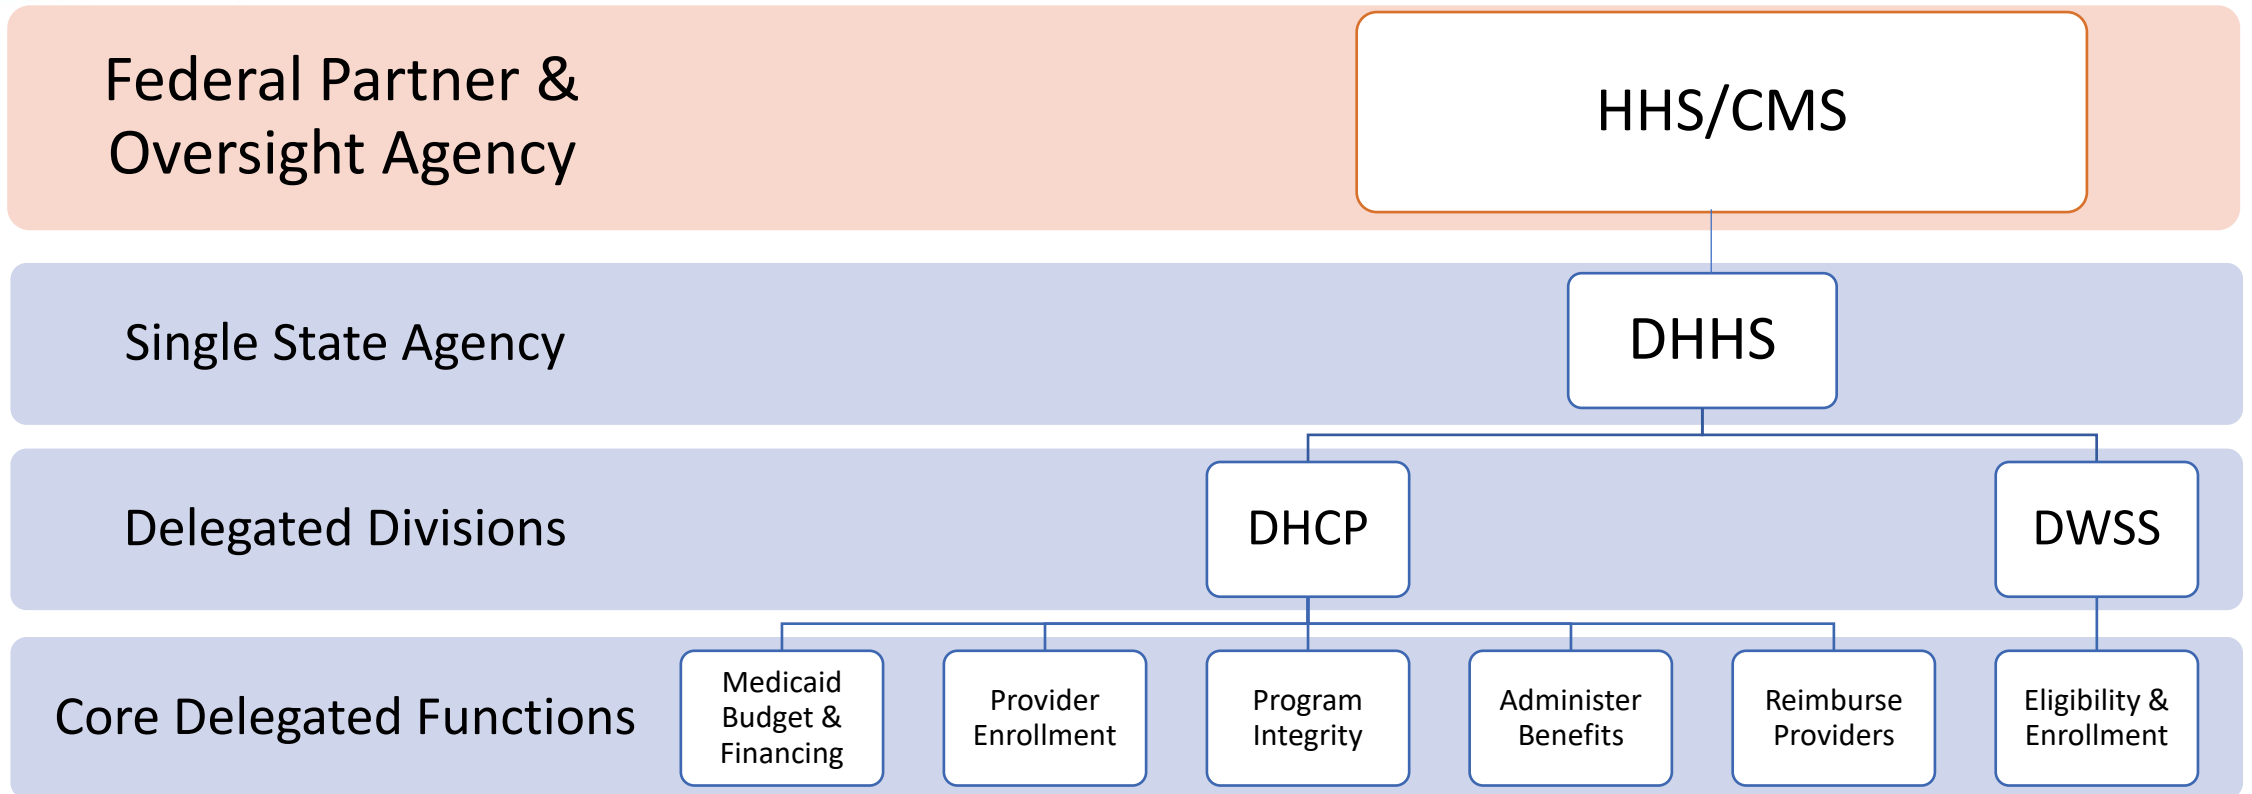 Federal Partner &
Oversight Agency
HHS/CMS
Single State Agency
DHHS
Delegated Divisions
DHCP
DWSS
Core Delegated Functions
Medicaid
Budget &
Financing
Provider
Enrollment
Program
Integrity
Administer
Benefits
Reimburse
Providers
Eligibility &
Enrollment